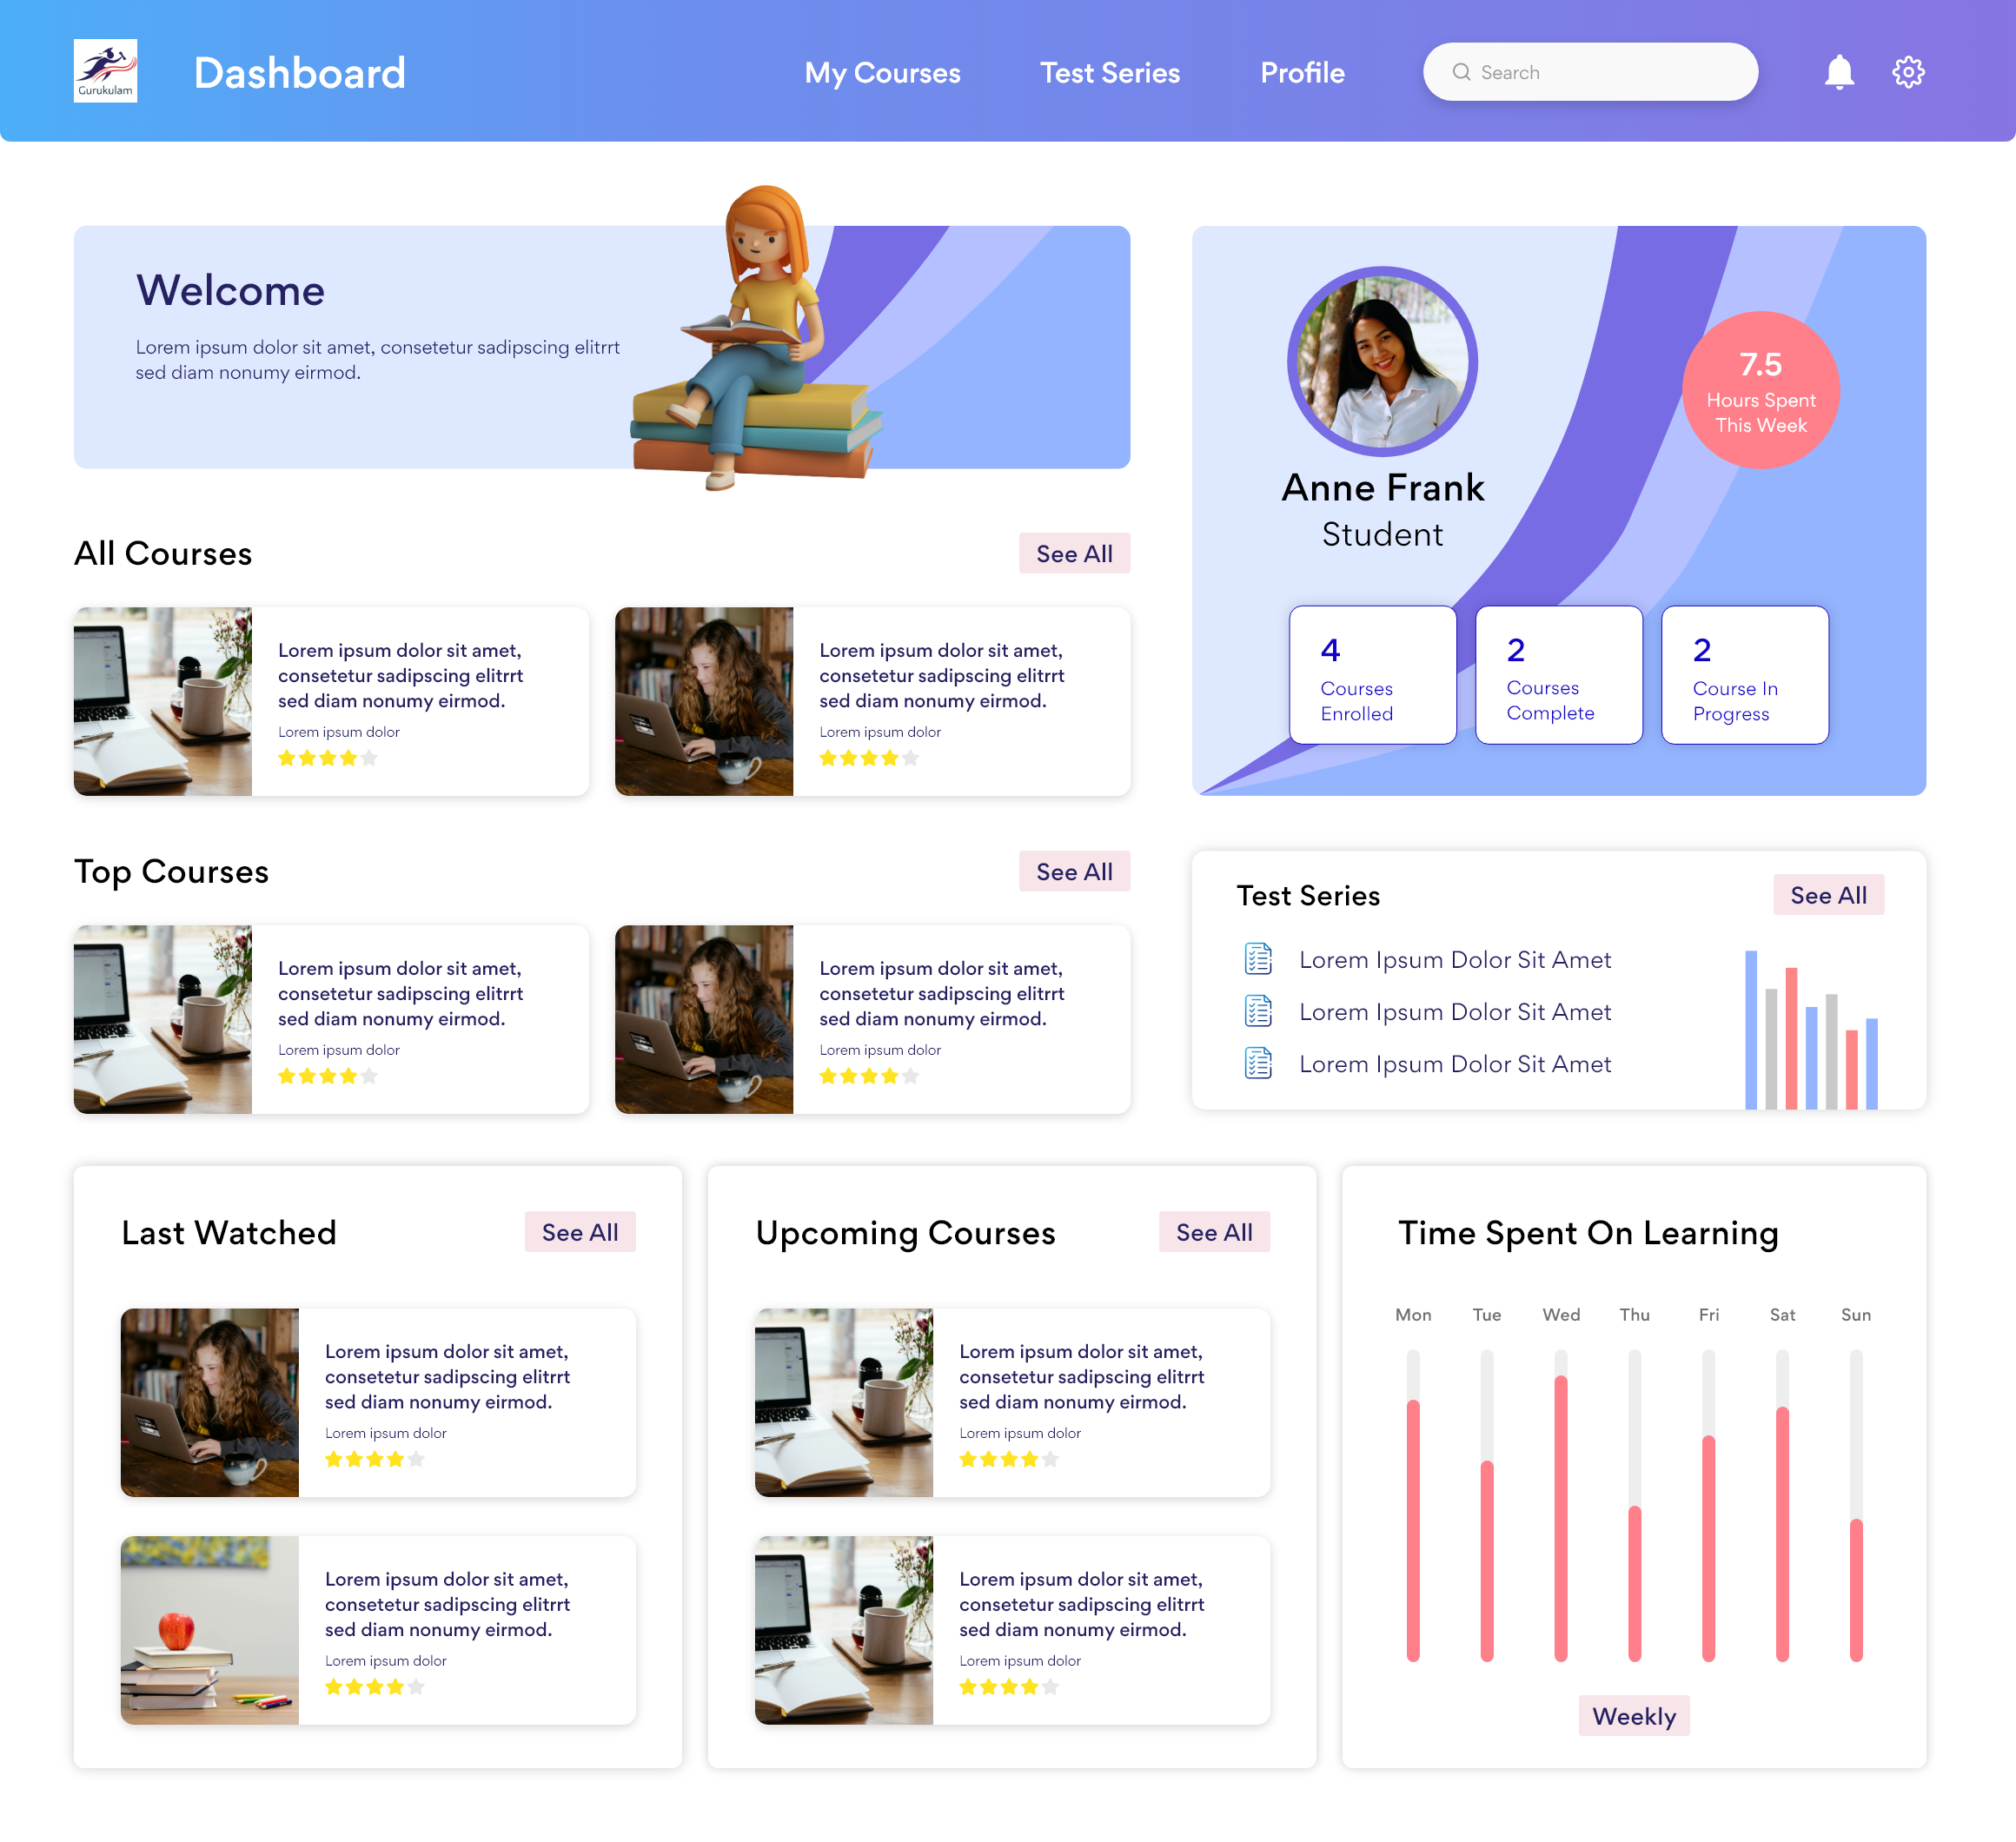 Gurukulam
Dashboard
My Courses
Test Series
Profile
Search
Welcome
Lorem ipsum dolor sit amet, consetetur sadipscing elitrrt
sed diam nonumy eirmod.
7.5
Hours Spent
This Week
Anne Frank
Student
4
Courses
Enrolled
2
Courses
Complete
2
Course In
Progress
All Courses
See All
Lorem ipsum dolor sit amet,
consetetur sadipscing elitrrt
sed diam nonumy eirmod.
Lorem ipsum dolor
Lorem ipsum dolor sit amet,
consetetur sadipscing elitrrt
sed diam nonumy eirmod.
Lorem ipsum dolor
Top Courses
See All
Lorem ipsum dolor sit amet,
consetetur sadipscing elitrrt
sed diam nonumy eirmod.
Lorem ipsum dolor
Lorem ipsum dolor sit amet,
consetetur sadipscing elitrrt
sed diam nonumy eirmod.
Lorem ipsum dolor
Test Series
See All
Lorem Ipsum Dolor Sit Amet
Lorem Ipsum Dolor Sit Amet
Lorem Ipsum Dolor Sit Amet
Last Watched
See All
Lorem ipsum dolor sit amet,
consetetur sadipscing elitrrt
sed diam nonumy eirmod.
Lorem ipsum dolor
Lorem ipsum dolor sit amet,
consetetur sadipscing elitrrt
sed diam nonumy eirmod.
Lorem ipsum dolor
Upcoming Courses
See All
Lorem ipsum dolor sit amet,
consetetur sadipscing elitrrt
sed diam nonumy eirmod.
Lorem ipsum dolor
Lorem ipsum dolor sit amet,
consetetur sadipscing elitrrt
sed diam nonumy eirmod.
Lorem ipsum dolor
Time Spent On Learning
Mon Tue Wed Thu Fri Sat Sun
Weekly